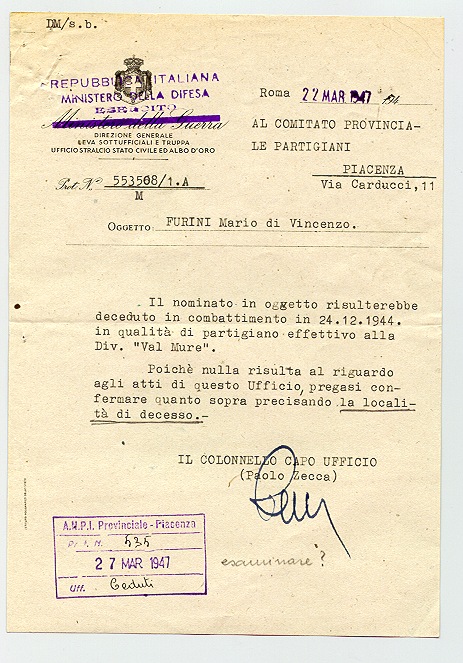 DM/s.b.
REPUBBLICA ITALIANA
MINISTERO DELLA DIFESA
ESERCITO
Ministero della Guerra
DIREZIONE GENERALE
LEVA SOTTUFFICIALI E TRUPPA
UFFICIO STRALCIO STATO CIVILE ED ALBO D'ORO
Prot. N.° 553508/1.A
M
Roma 22 MAR. 1947 194
AL COMITATO PROVINCIA-
LE PARTIGIANI
PIACENZA
Via Carducci, 11
OGGETTO: FURINI Mario di Vincenzo.
Il nominato in oggetto risulterebbe
deceduto in combattimento in 24.12.1944.
in qualità di partigiano effettivo alla
Div. "Val Mure".
Poichè nulla risulta al riguardo
agli atti di questo Ufficio, pregasi con-
fermare quanto sopra precisando la locali-
tà di decesso.-
IL COLONNELLO CAPO UFFICIO
(Paolo Zecca)
A.N.P.I. Provinciale - Piacenza
Pr. I. N. 535
27 MAR 1947
Uff. Caduti
esaminare?